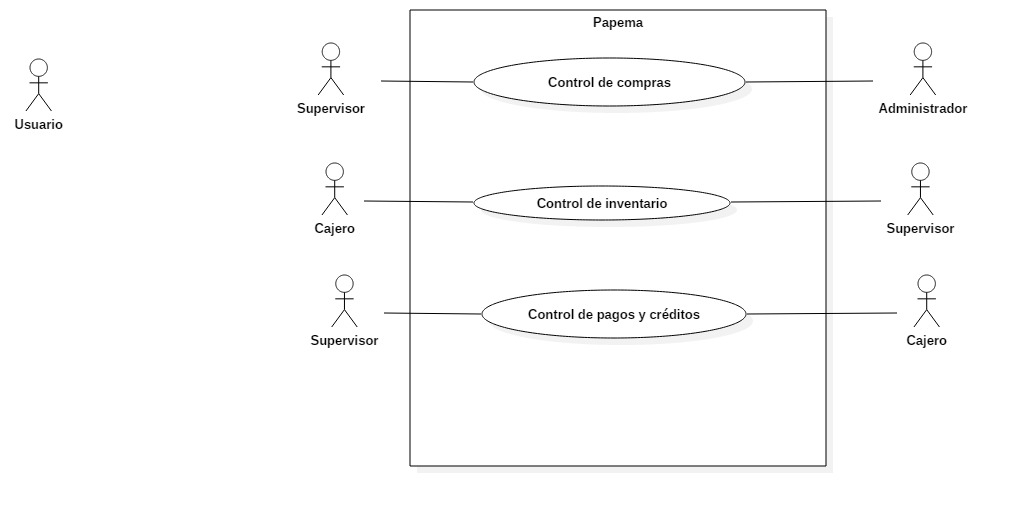 Papema
Usuario
Supervisor
Control de compras
Administrador
Cajero
Control de inventario
Supervisor
Supervisor
Control de pagos y créditos
Cajero